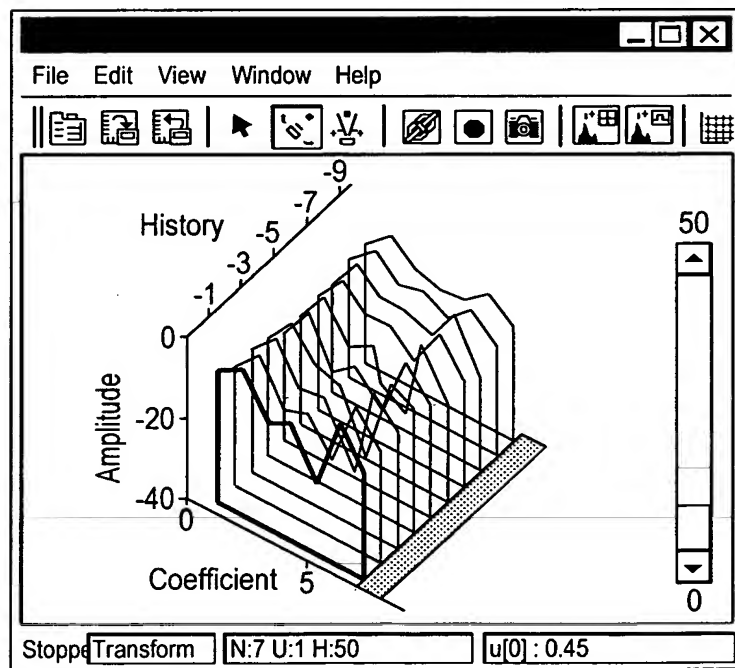 File Edit View Window Help
-9
-7
History
-5
-3
-1
50
0
Amplitude
-20
-40
0
Coefficient 5
0
Stoppe Transform N:7 U:1 H:50 u[0] : 0.45